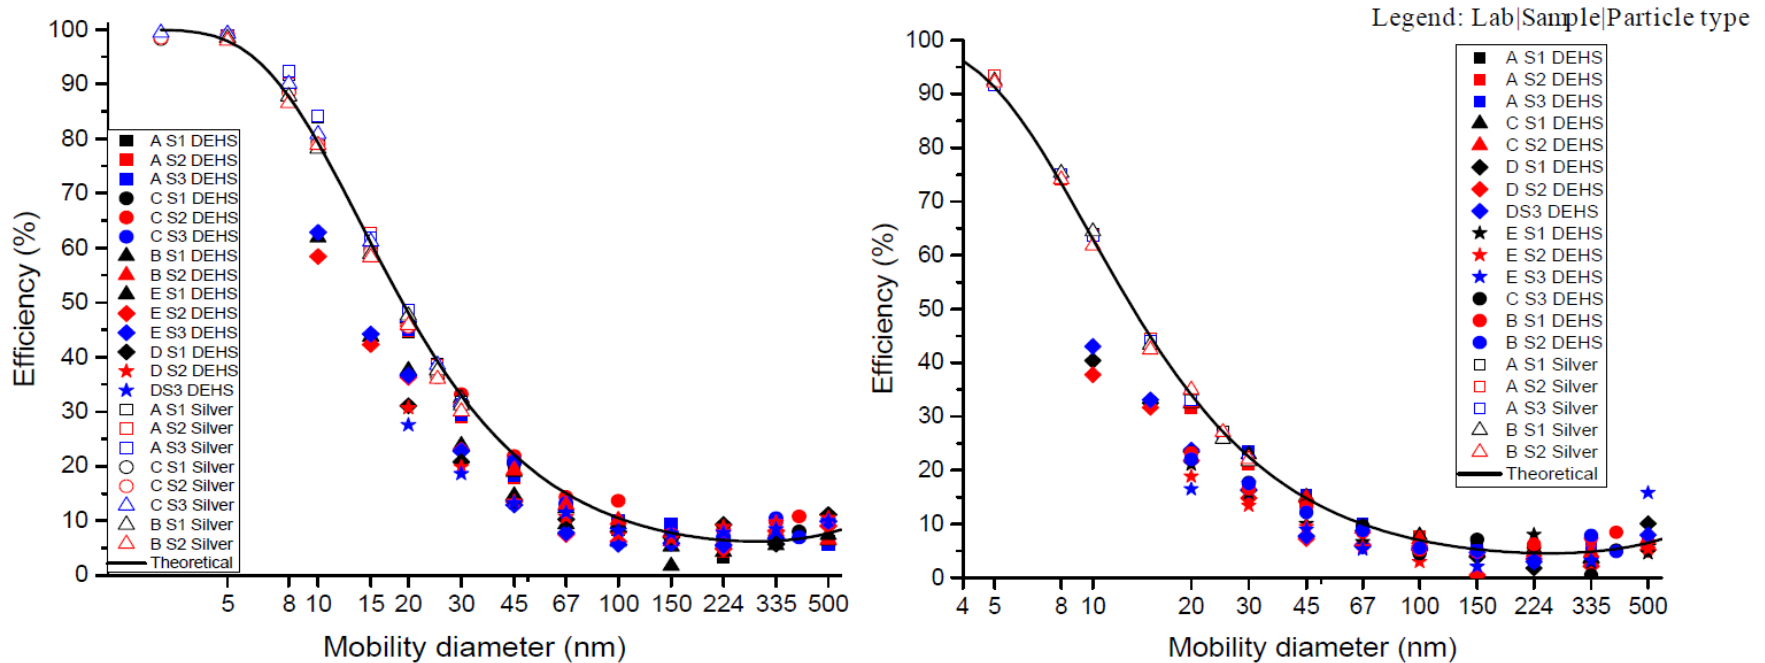 Legend: Lab|Sample|Particle type
100
90
80
70
60
50
40
30
20
10
0
Efficiency (%)
A S1 DEHS
A S2 DEHS
A S3 DEHS
C S1 DEHS
C S2 DEHS
C S3 DEHS
B S1 DEHS
B S2 DEHS
E S1 DEHS
E S2 DEHS
E S3 DEHS
D S1 DEHS
D S2 DEHS
DS3 DEHS
A S1 Silver
A S2 Silver
A S3 Silver
C S1 Silver
C S2 Silver
C S3 Silver
B S1 Silver
B S2 Silver
Theoretical
5 8 10 15 20 30 45 67 100 150 224 335 500
Mobility diameter (nm)
100
90
80
70
60
50
40
30
20
10
0
Efficiency (%)
A S1 DEHS
A S2 DEHS
A S3 DEHS
C S1 DEHS
C S2 DEHS
D S1 DEHS
D S2 DEHS
DS3 DEHS
E S1 DEHS
E S2 DEHS
E S3 DEHS
C S3 DEHS
B S1 DEHS
B S2 DEHS
A S1 Silver
A S2 Silver
A S3 Silver
B S1 Silver
B S2 Silver
Theoretical
4 5 8 10 20 30 45 67 100 150 224 335 500
Mobility diameter (nm)